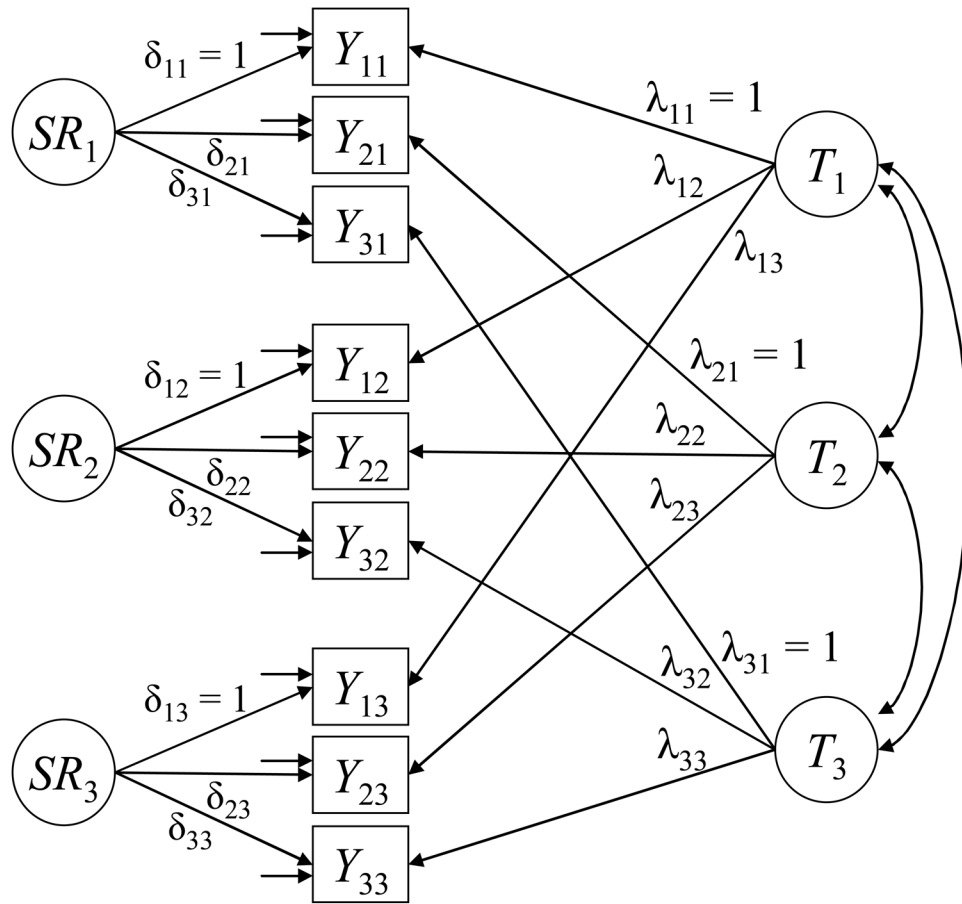 δ₁₁ = 1
Y₁₁
λ₁₁ = 1
SR₁
δ₂₁
Y₂₁
T₁
δ₃₁
Y₃₁
λ₁₂
λ₁₃
δ₁₂ = 1
Y₁₂
λ₂₁ = 1
SR₂
δ₂₂
Y₂₂
λ₂₂
T₂
δ₃₂
Y₃₂
λ₂₃
δ₁₃ = 1
Y₁₃
λ₃₂
λ₃₁ = 1
SR₃
δ₂₃
Y₂₃
λ₃₃
T₃
δ₃₃
Y₃₃